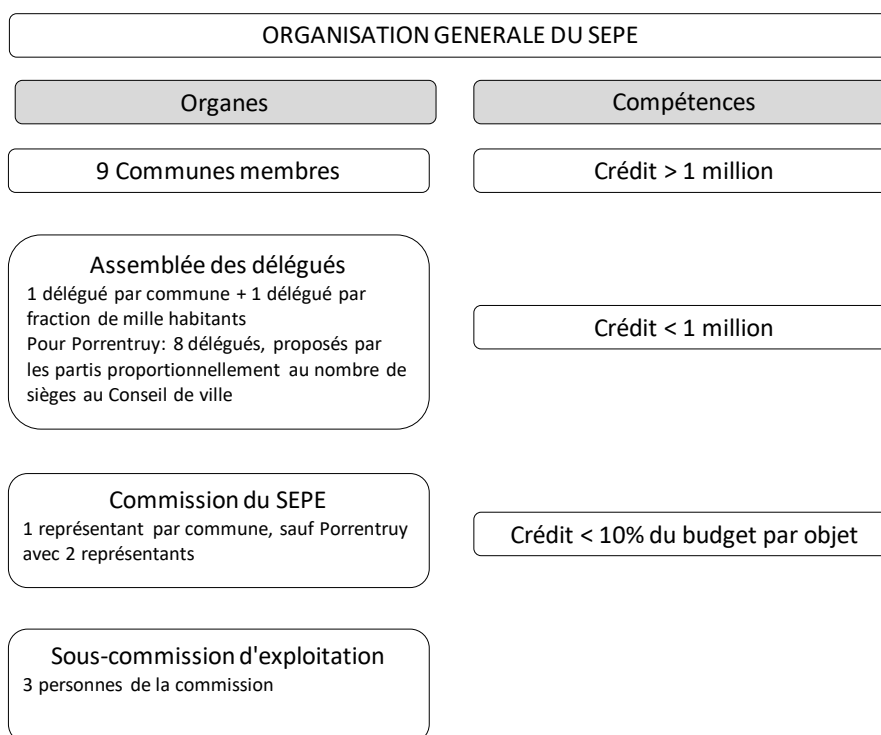 ORGANISATION GENERALE DU SEPE
Organes
Compétences
9 Communes membres
Crédit > 1 million
Assemblée des délégués
1 délégué par commune + 1 délégué par
fraction de mille habitants
Pour Porrentruy: 8 délégués, proposés par
les partis proportionnellement au nombre de
sièges au Conseil de ville
Crédit < 1 million
Commission du SEPE
1 représentant par commune, sauf Porrentruy
avec 2 représentants
Crédit < 10% du budget par objet
Sous-commission d'exploitation
3 personnes de la commission